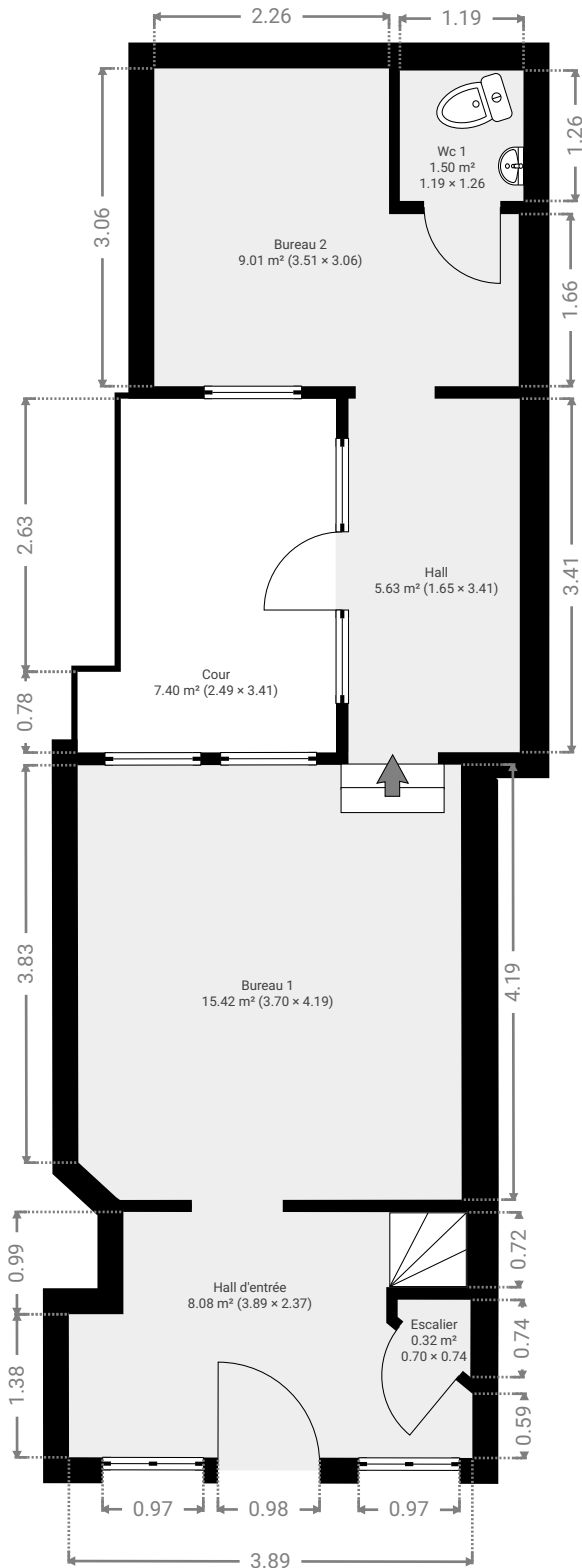 2.26
1.19
1.26
Wc 1
1.50 m²
1.19 × 1.26
3.06
Bureau 2
9.01 m² (3.51 × 3.06)
1.66
2.63
3.41
Hall
5.63 m² (1.65 × 3.41)
Cour
7.40 m² (2.49 × 3.41)
0.78
3.83
4.19
Bureau 1
15.42 m² (3.70 × 4.19)
0.99
0.72
Hall d'entrée
8.08 m² (3.89 × 2.37)
Escalier
0.32 m²
0.70 × 0.74
0.74
1.38
0.59
0.97
0.98
0.97
3.89